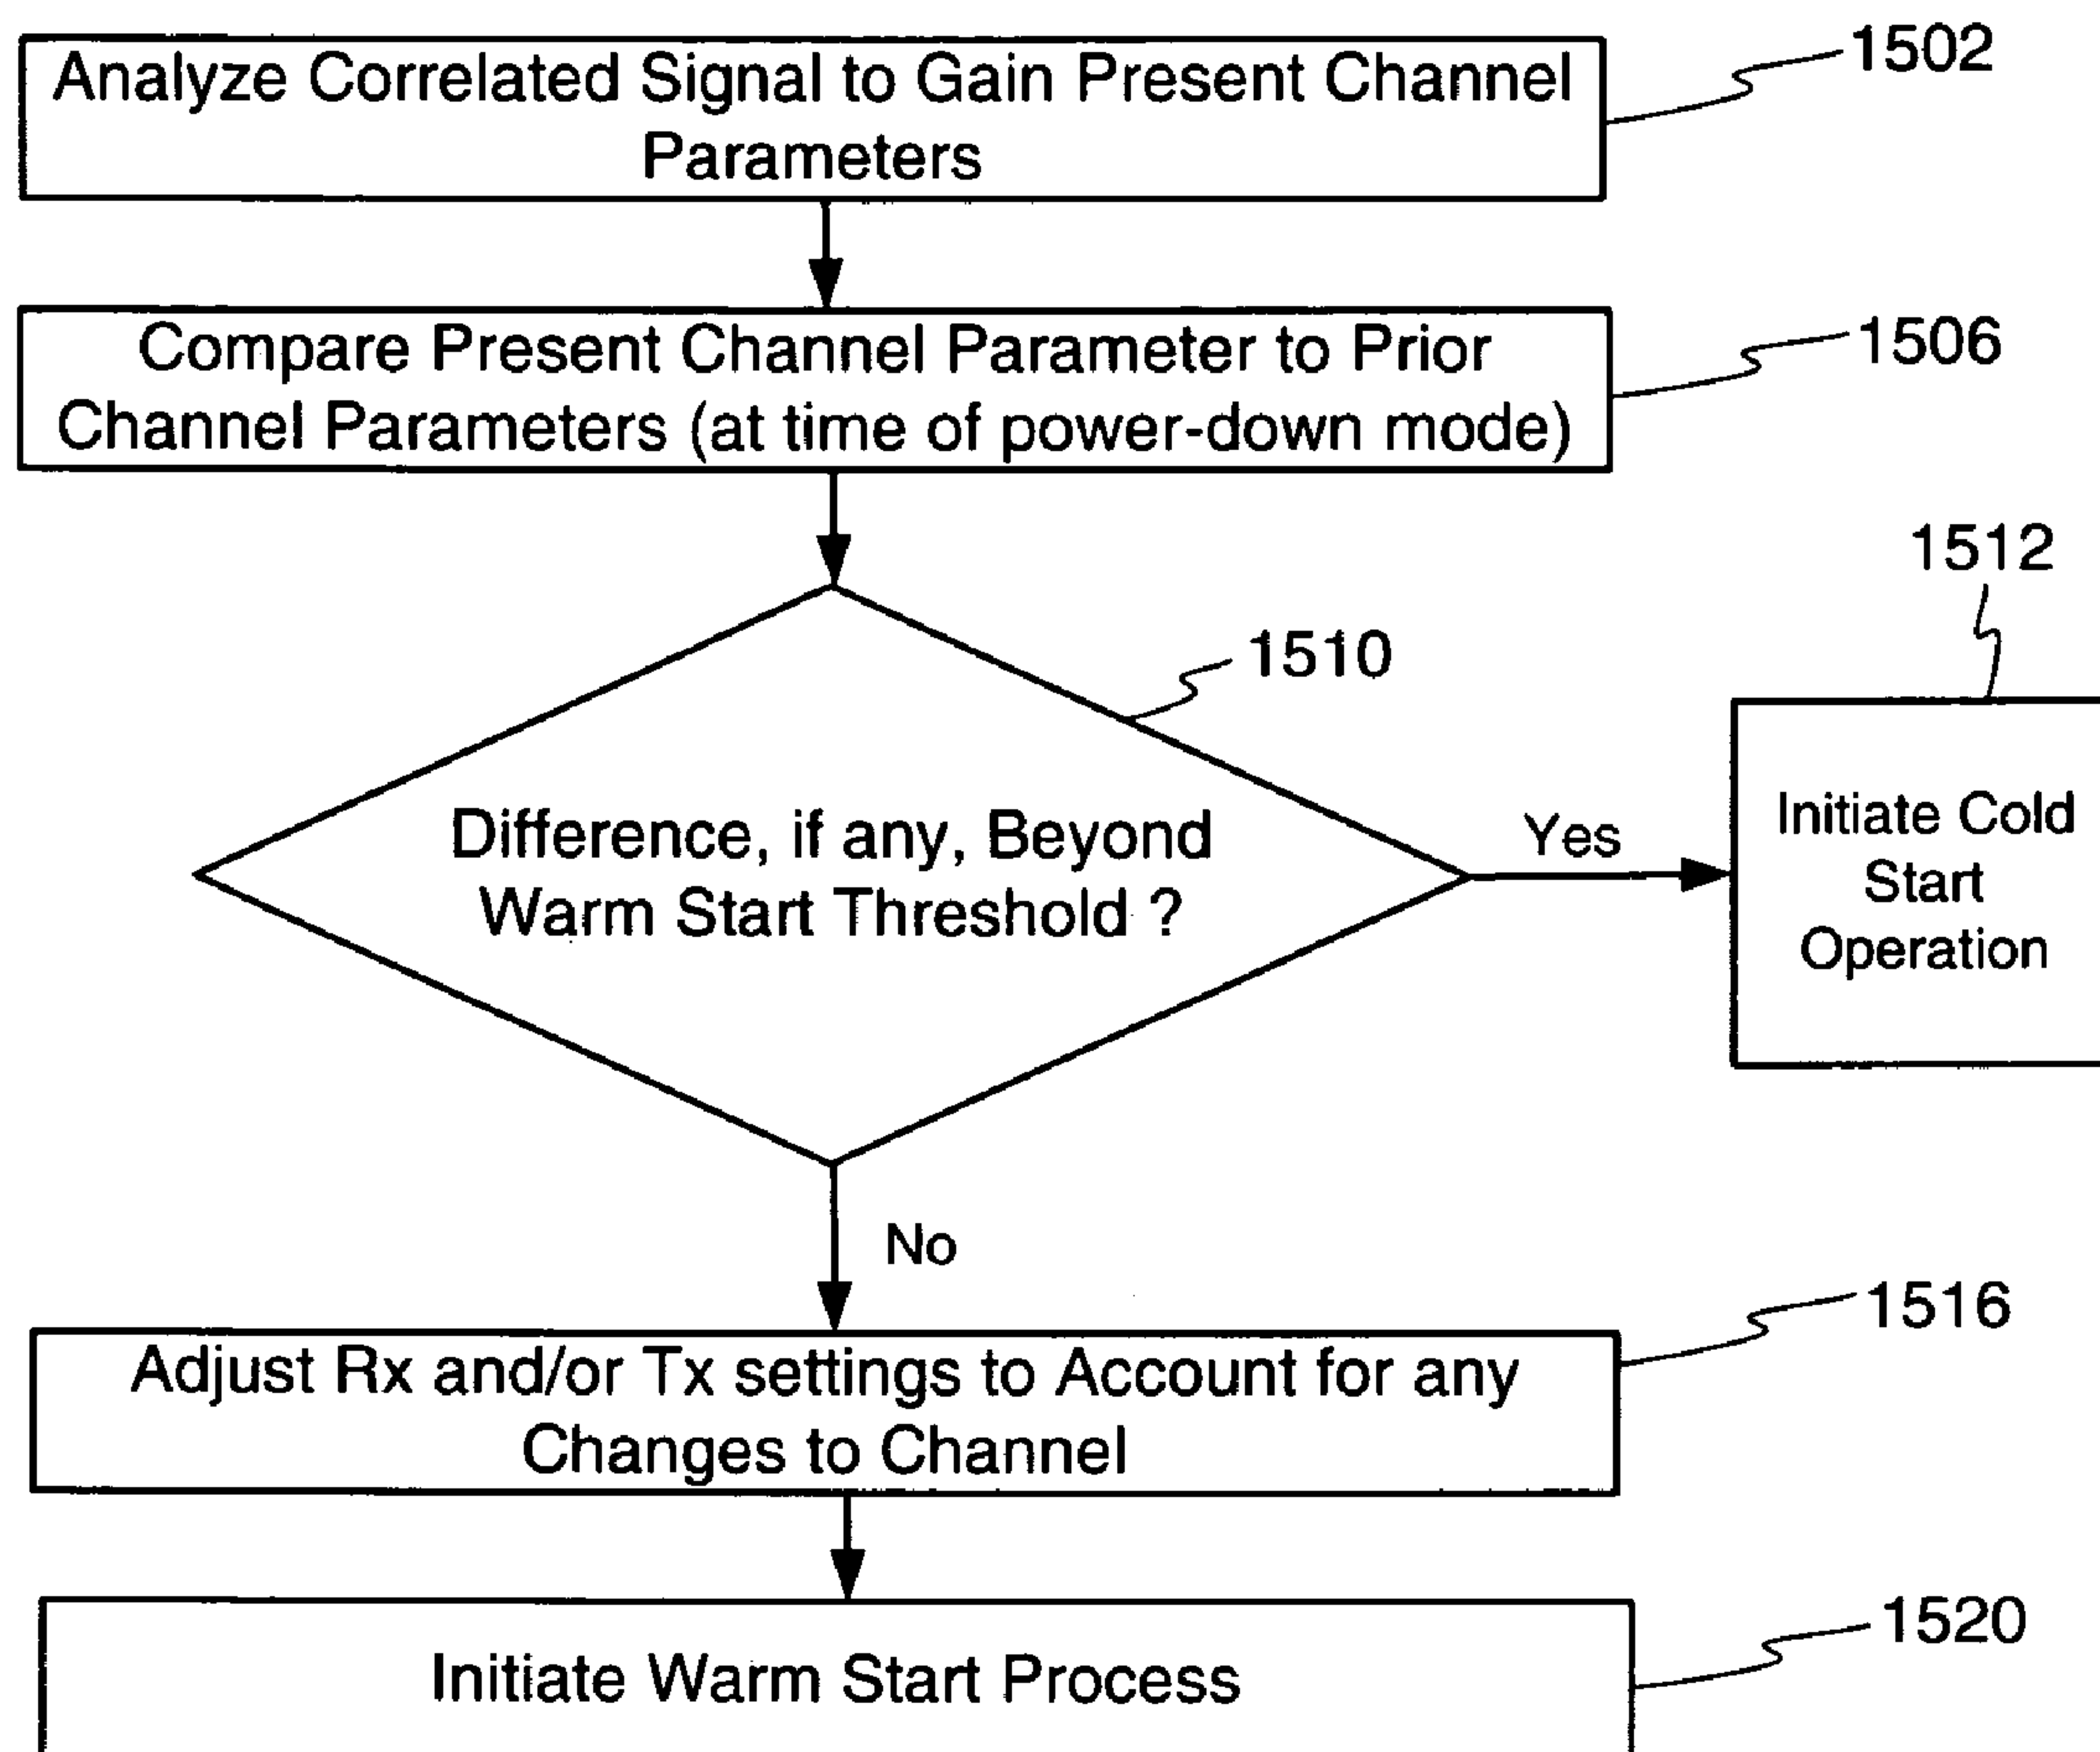 Analyze Correlated Signal to Gain Present Channel
Parameters
1502
Compare Present Channel Parameter to Prior
Channel Parameters (at time of power-down mode)
1506
1510
Difference, if any, Beyond
Warm Start Threshold ?
Yes
1512
Initiate Cold
Start
Operation
No
Adjust Rx and/or Tx settings to Account for any
Changes to Channel
1516
Initiate Warm Start Process
1520